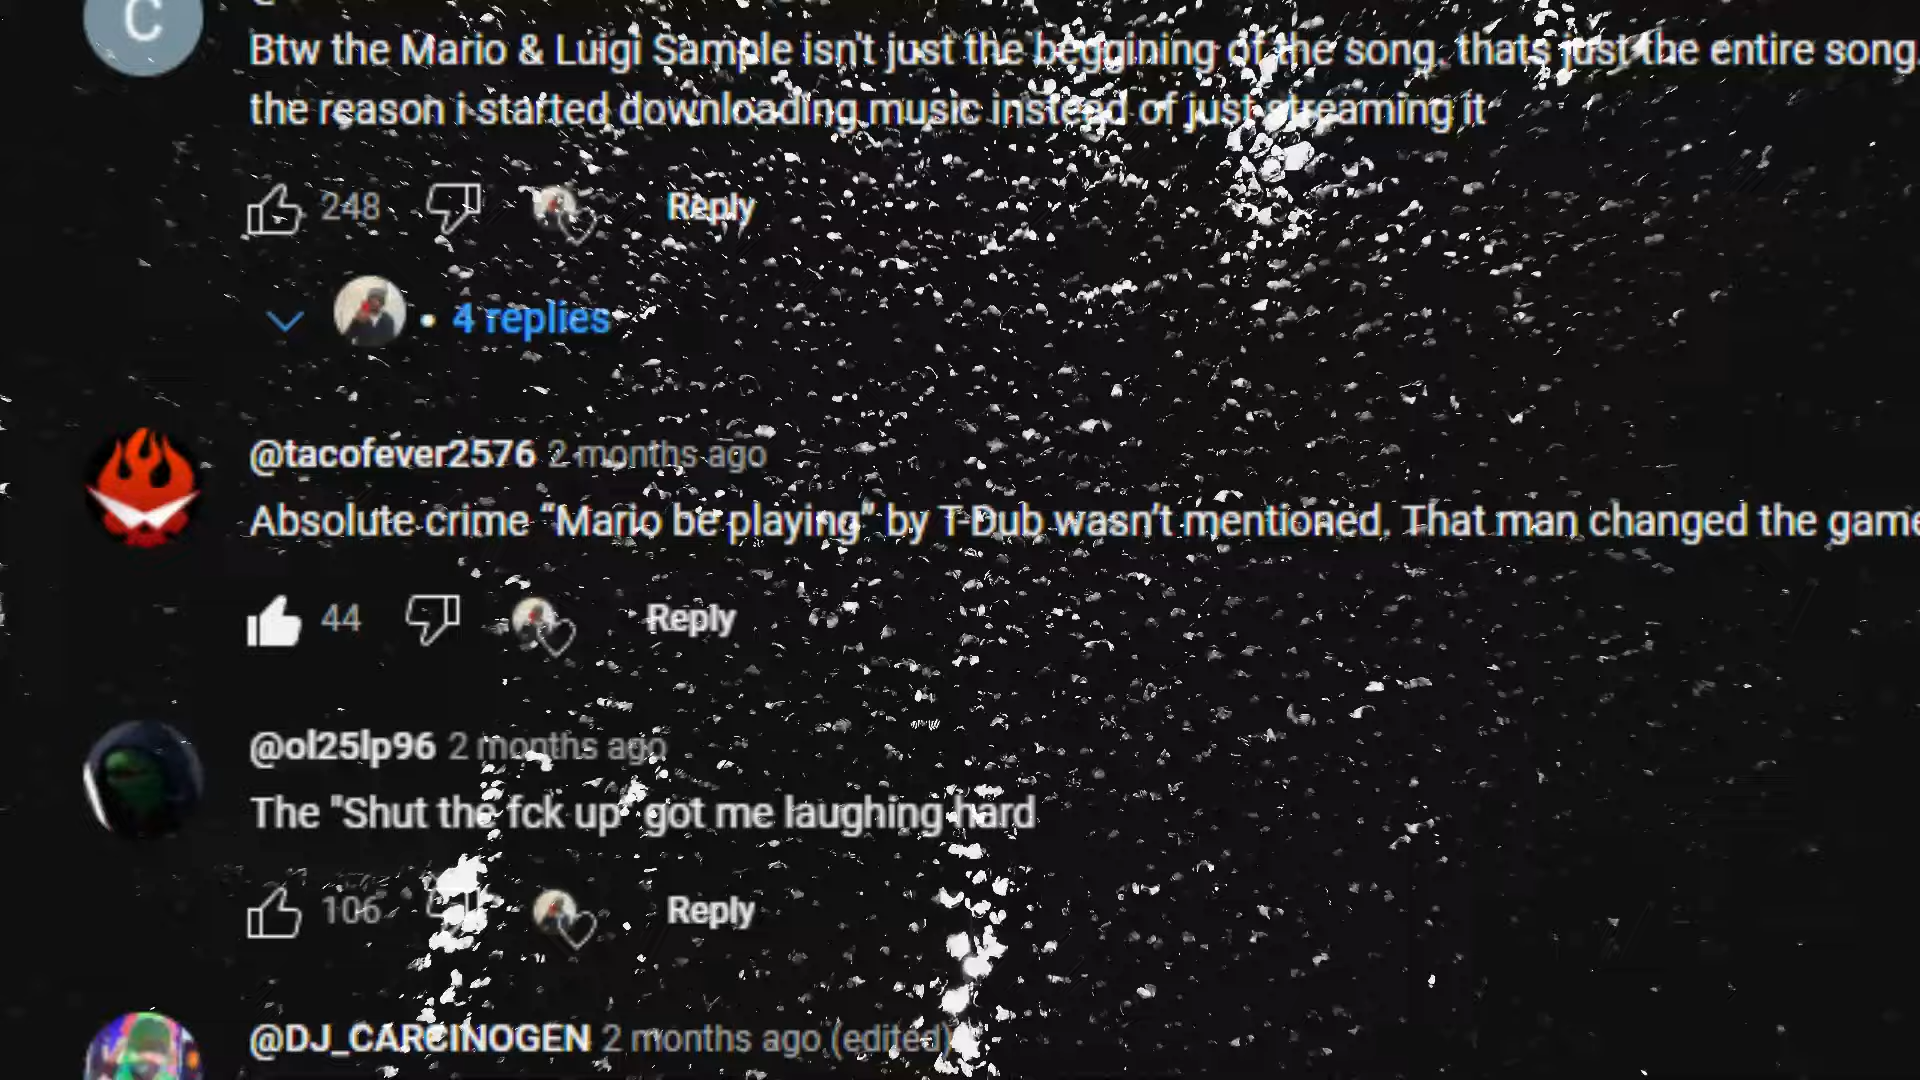 C
Btw the Mario & Luigi Sample isn't just the beggining of the song. thats just the entire song.
the reason i started downloading music instead of just streaming it
248 Reply
• 4 replies
@tacofever2576 2 months ago
Absolute crime “Mario be playing” by T-Dub wasn’t mentioned. That man changed the game
44 Reply
@ol25lp96 2 months ago
The "Shut the fck up" got me laughing hard
106 Reply
@DJ_CARCINOGEN 2 months ago (edited)